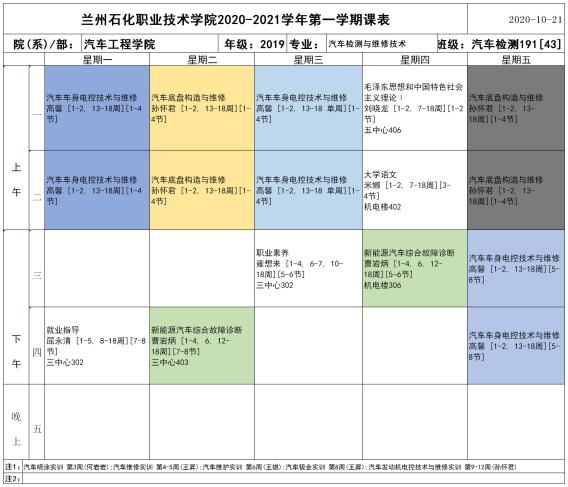 兰州石化职业技术学院2020-2021学年第一学期课表
2020-10-21
院(系)/部: 汽车工程学院 年级: 2019 专业: 汽车检测与维修技术 班级: 汽车检测191[43]
星期一 星期二 星期三 星期四 星期五
上午
一
汽车车身电控技术与维修
高馨 [1-2, 13-18周][1-4节]
汽车底盘构造与维修
孙怀君 [1-2, 13-18周][1-4节]
汽车车身电控技术与维修
高馨 [1-2, 13-18 单周][1-4节]
毛泽东思想和中国特色社会
主义理论Ⅰ
刘晓龙 [1-2, 7-18周][1-2
节]
五中心406
汽车底盘构造与维修
孙怀君 [1-2, 13-
18周][1-4节]
二
汽车车身电控技术与维修
高馨 [1-2, 13-18周][1-4节]
汽车底盘构造与维修
孙怀君 [1-2, 13-18周][1-4节]
汽车车身电控技术与维修
高馨 [1-2, 13-18 单周][1-4节]
大学语文
米娜 [1-2, 7-18周][3-
4节]
机电楼402
汽车底盘构造与维修
孙怀君 [1-2, 13-
18周][1-4节]
下午
三
职业素养
雍想来 [1-4, 6-7, 10-
18周][5-6节]
三中心302
新能源汽车综合故障诊断
曹岩炳 [1-4, 6, 12-
18周][5-6节]
机电楼306
汽车车身电控技术与维修
高馨 [1-2, 13-18周][5-
8节]
四
就业指导
屈永清 [1-5, 8-18周][7-8
节]
三中心302
新能源汽车综合故障诊断
曹岩炳 [1-4, 6, 12-
18周][7-8节]
三中心403
汽车车身电控技术与维修
高馨 [1-2, 13-18周][5-
8节]
晚上
五
注1: 汽车喷涂实训 第3周(何岩岩);汽车维修实训 第4-5周(王昇);汽车维护实训 第6周(王雄);汽车钣金实训 第8周(王昇);汽车发动机电控技术与维修实训 第9-12周(孙怀君)
注2: